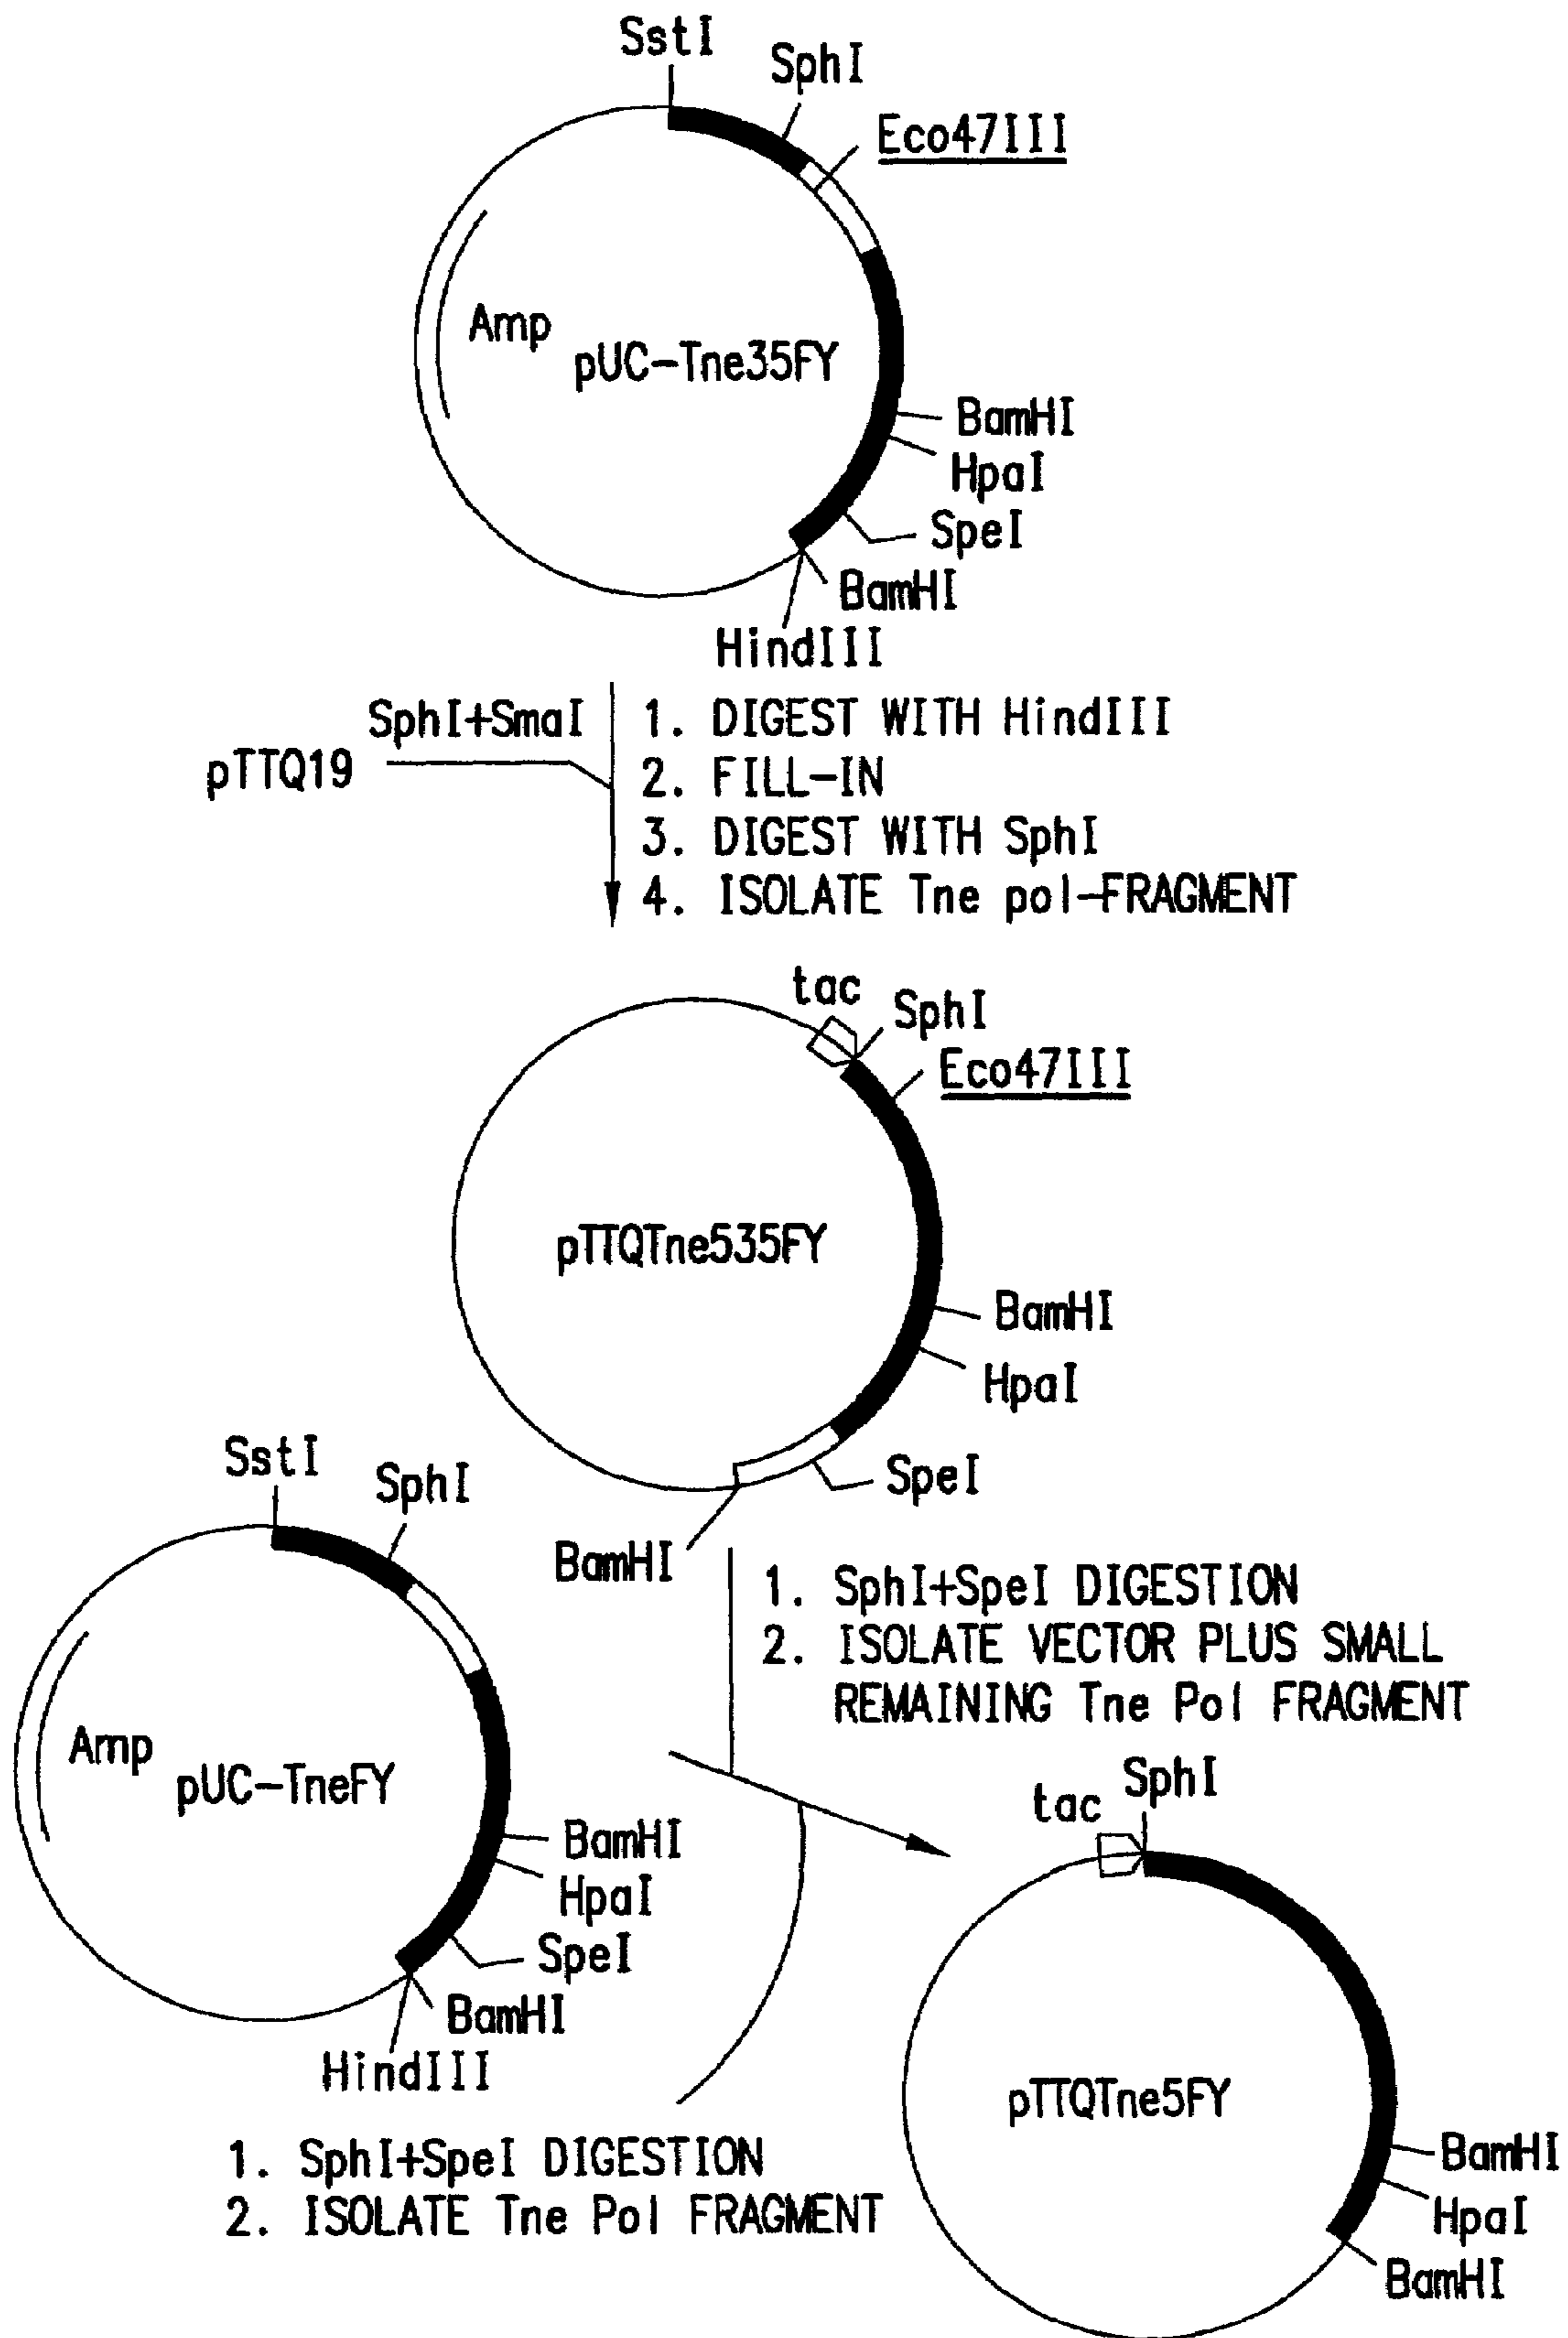 SstI
SphI
Eco47III
Amp
pUC-Tne35FY
BamHI
HpaI
SpeI
BamHI
HindIII
SphI+SmaI
pTTQ19
1. DIGEST WITH HindIII
2. FILL-IN
3. DIGEST WITH SphI
4. ISOLATE Tne pol-FRAGMENT
tac
SphI
Eco47III
pTTQTne535FY
BamHI
HpaI
SpeI
BamHI
SstI
SphI
Amp
pUC-TneFY
BamHI
HpaI
SpeI
BamHI
HindIII
1. SphI+SpeI DIGESTION
2. ISOLATE VECTOR PLUS SMALL
REMAINING Tne Pol FRAGMENT
1. SphI+SpeI DIGESTION
2. ISOLATE Tne Pol FRAGMENT
tac
SphI
pTTQTne5FY
BamHI
HpaI
BamHI